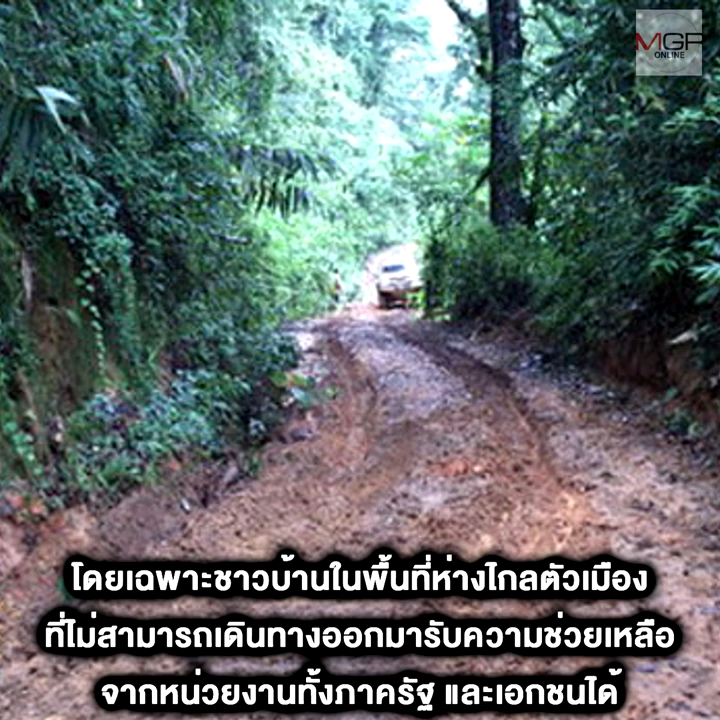 MGR
ONLINE
โดยเฉพาะชาวบ้านในพื้นที่ห่างไกลตัวเมือง
ที่ไม่สามารถเดินทางออกมารับความช่วยเหลือ
จากหน่วยงานทั้งภาครัฐ และเอกชนได้